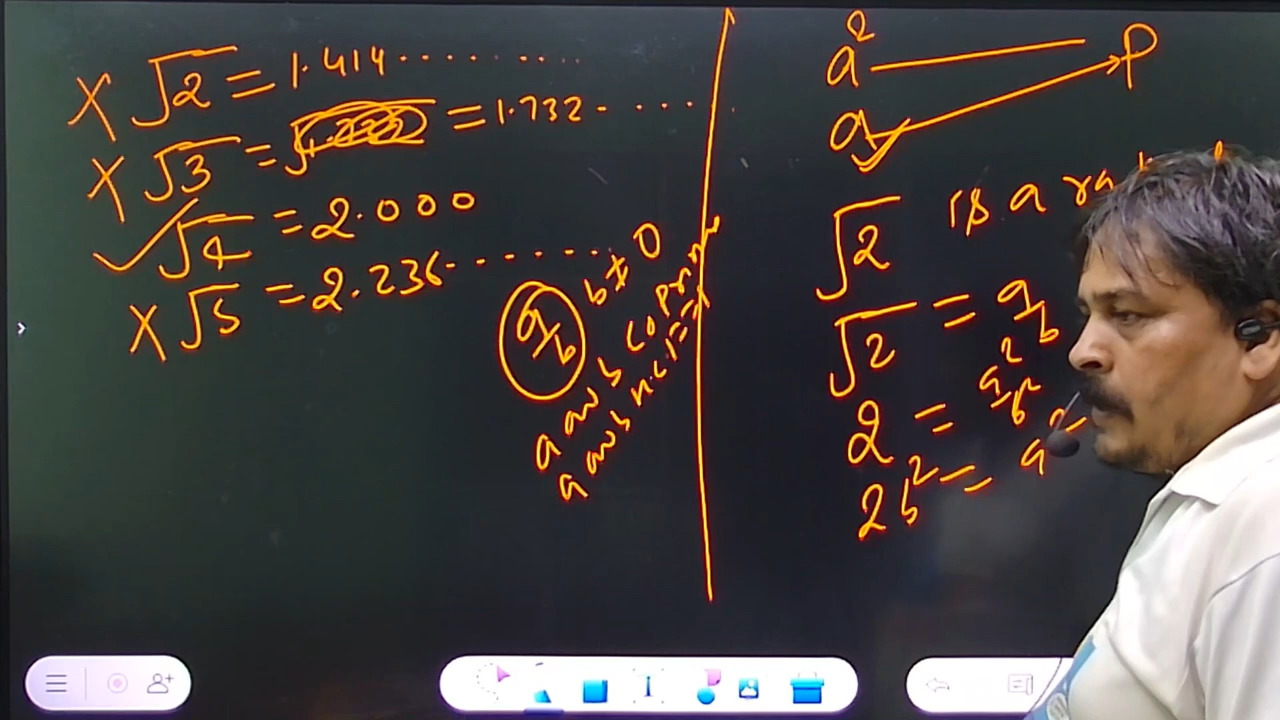 X √2 = 1.414..........
X √3 = = 1.732......
√4 = 2.000
X √5 = 2.236.......
a/b b ≠ 0
a and b coprime
a and b H.C.F =
a² P
a
√2 is a
√2 = a/b
2 = a²/b²
2b² = a²